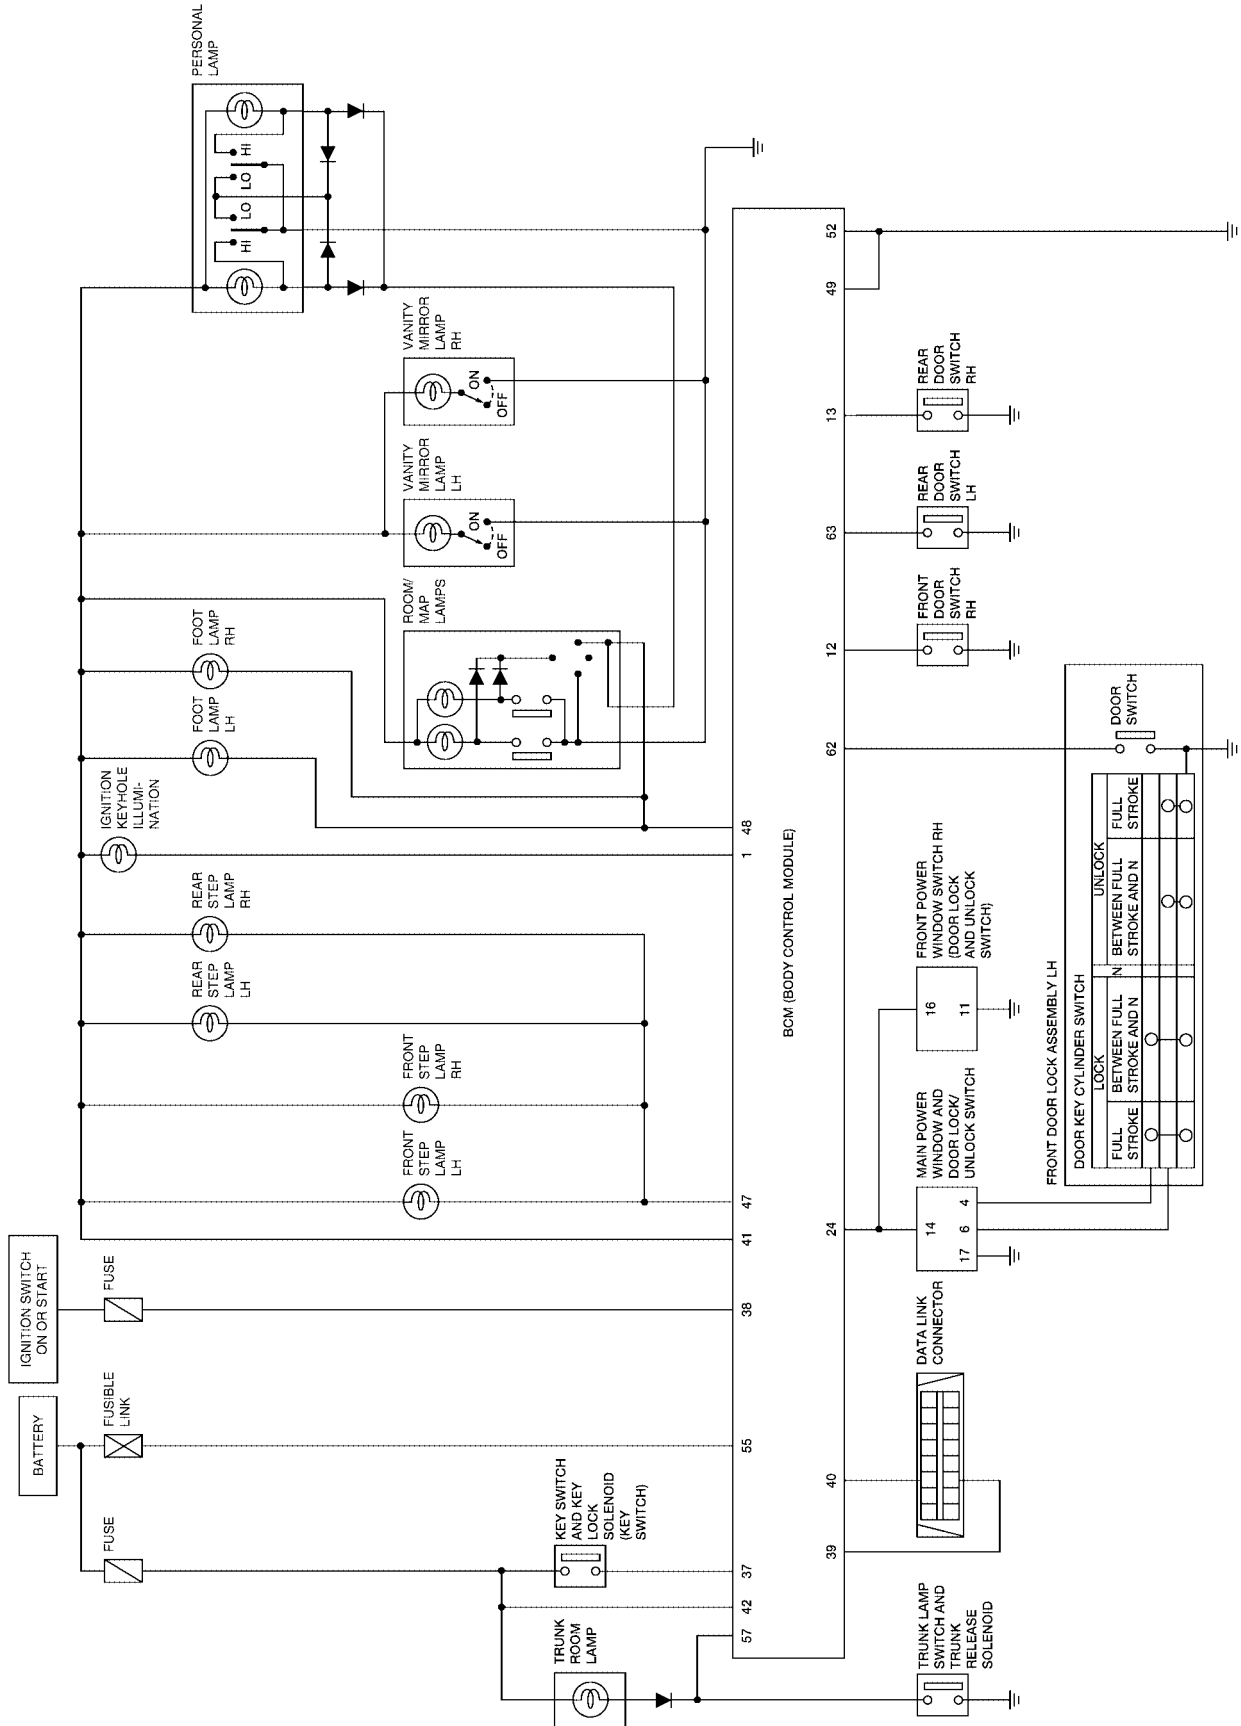 BATTERY
IGNITION SWITCH
ON OR START
FUSE
FUSIBLE
LINK
FUSE
TRUNK
ROOM
LAMP
KEY SWITCH
AND KEY
LOCK
SOLENOID
(KEY
SWITCH)
FRONT
STEP
LAMP
LH
FRONT
STEP
LAMP
RH
REAR
STEP
LAMP
LH
REAR
STEP
LAMP
RH
IGNITION
KEYHOLE
ILLUMI-
NATION
FOOT
LAMP
LH
FOOT
LAMP
RH
ROOM/
MAP
LAMPS
VANITY
MIRROR
LAMP
LH
ON
OFF
VANITY
MIRROR
LAMP
RH
ON
OFF
PERSONAL
LAMP
HI
LO
LO
HI
57
42
37
55
38
41
47
1
48
BCM (BODY CONTROL MODULE)
39
40
24
62
12
63
13
49
52
TRUNK LAMP
SWITCH AND
TRUNK
RELEASE
SOLENOID
DATA LINK
CONNECTOR
MAIN POWER
WINDOW AND
DOOR LOCK/
UNLOCK SWITCH
14
17
6
4
FRONT POWER
WINDOW SWITCH RH
(DOOR LOCK
AND UNLOCK
SWITCH)
16
11
FRONT
DOOR
SWITCH
RH
REAR
DOOR
SWITCH
LH
REAR
DOOR
SWITCH
RH
FRONT DOOR LOCK ASSEMBLY LH
DOOR KEY CYLINDER SWITCH
LOCK
N
UNLOCK
FULL
STROKE
BETWEEN FULL
STROKE AND N
BETWEEN FULL
STROKE AND N
FULL
STROKE
DOOR
SWITCH